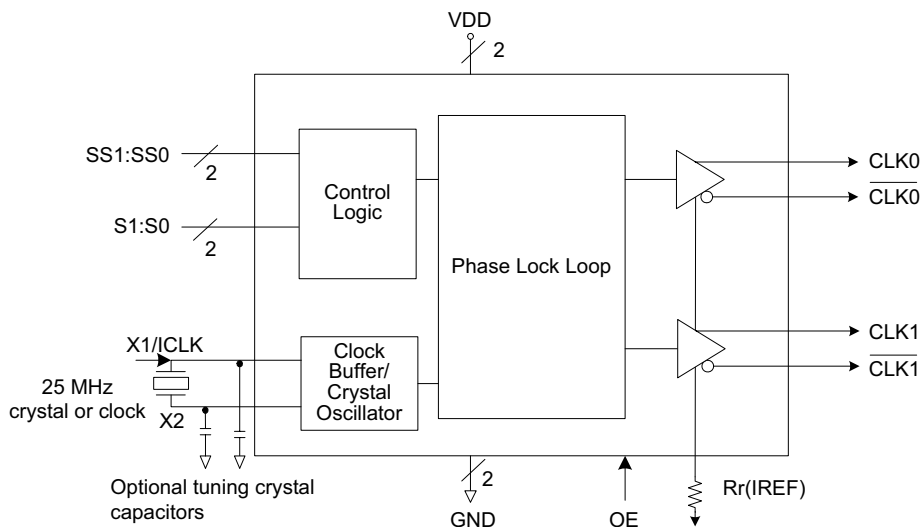 VDD
2
SS1:SS0
2
S1:S0
2
Control
Logic
Phase Lock Loop
CLK0
CLK0
CLK1
CLK1
X1/ICLK
25 MHz
crystal or clock
X2
Clock
Buffer/
Crystal
Oscillator
Optional tuning crystal
capacitors
2
GND
OE
Rr(IREF)